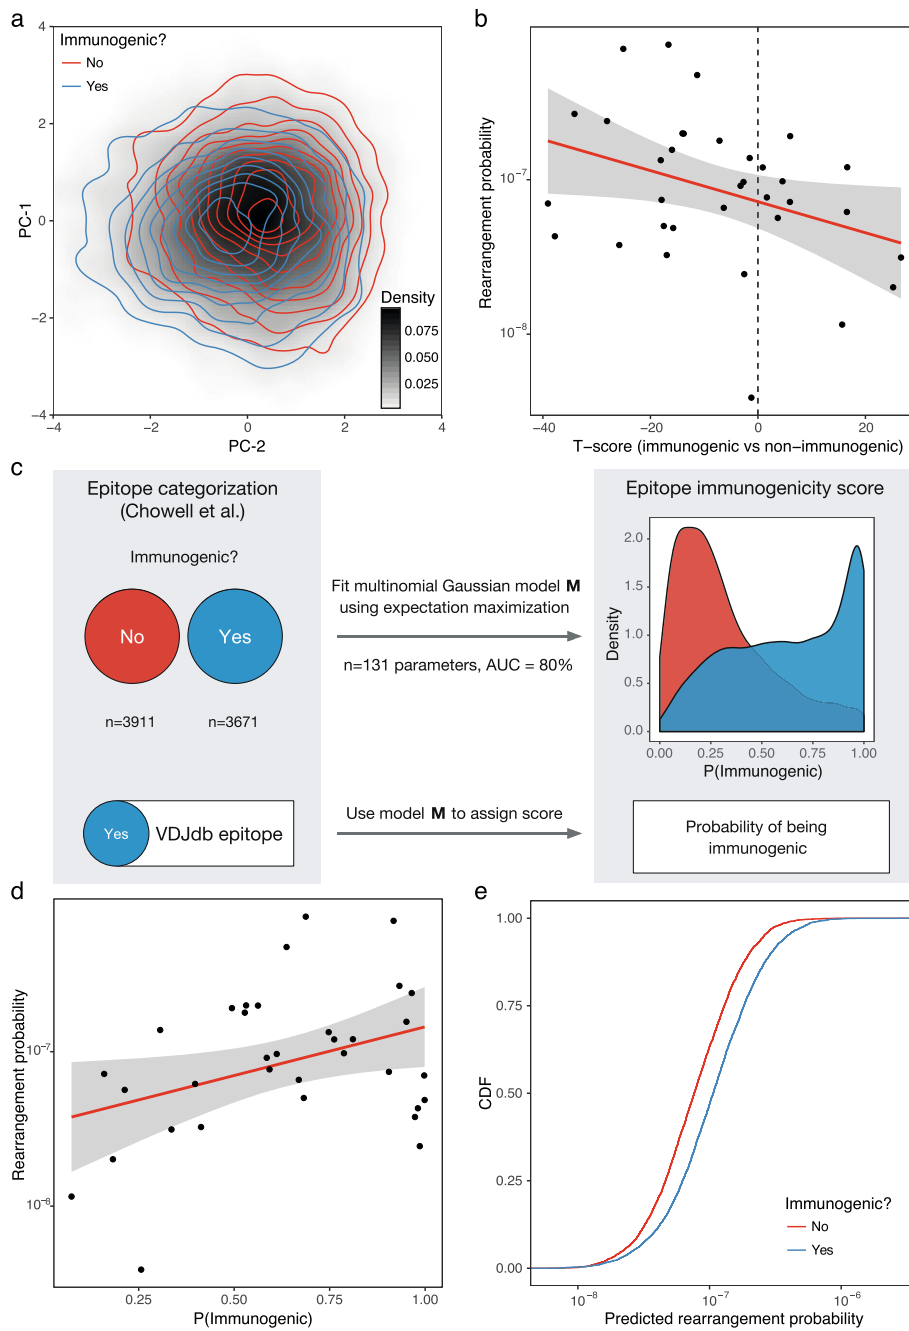 a
Immunogenic?
No
Yes
4
2
0
−2
−4
PC-1
−4
−2
0
2
4
PC-2
Density
0.075
0.050
0.025
b
Rearrangement probability
10−7
10−8
−40
−20
0
20
T−score (immunogenic vs non−immunogenic)
c
Epitope categorization
(Chowell et al.)
Immunogenic?
No
Yes
n=3911
n=3671
Yes
VDJdb epitope
Fit multinomial Gaussian model M
using expectation maximization
n=131 parameters, AUC = 80%
Use model M to assign score
Epitope immunogenicity score
2.0
1.5
1.0
0.5
0.0
Density
0.00
0.25
0.50
0.75
1.00
P(Immunogenic)
Probability of being
immunogenic
d
Rearrangement probability
10−7
10−8
0.25
0.50
0.75
1.00
P(Immunogenic)
e
1.00
0.75
0.50
0.25
0.00
CDF
Immunogenic?
No
Yes
10−8
10−7
10−6
Predicted rearrangement probability